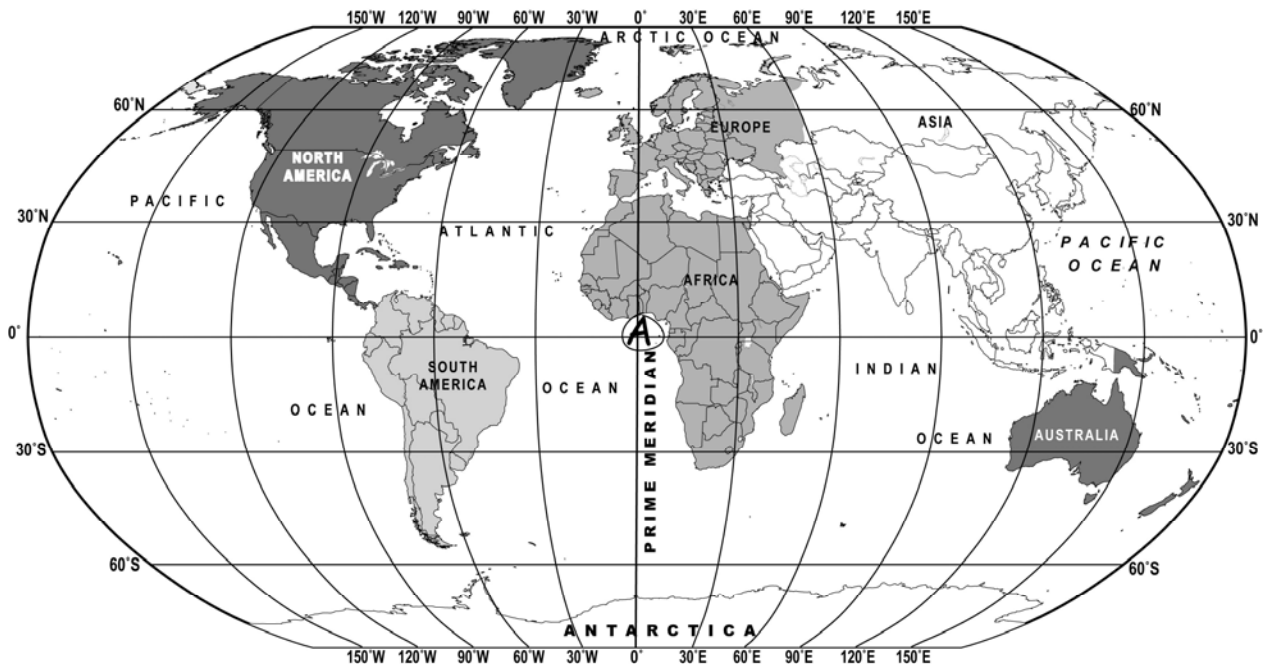 150˚W 120˚W 90˚W 60˚W 30˚W 0˚ 30˚E 60˚E 90˚E 120˚E 150˚E
ARCTIC OCEAN
60˚N
60˚N
EUROPE
ASIA
NORTH
AMERICA
PACIFIC
30˚N
30˚N
ATLANTIC
PACIFIC
OCEAN
AFRICA
0˚
A
0˚
SOUTH
AMERICA
OCEAN
INDIAN
OCEAN
PRIME MERIDIAN
OCEAN
AUSTRALIA
30˚S
30˚S
60˚S
60˚S
ANTARCTICA
150˚W 120˚W 90˚W 60˚W 30˚W 0˚ 30˚E 60˚E 90˚E 120˚E 150˚E